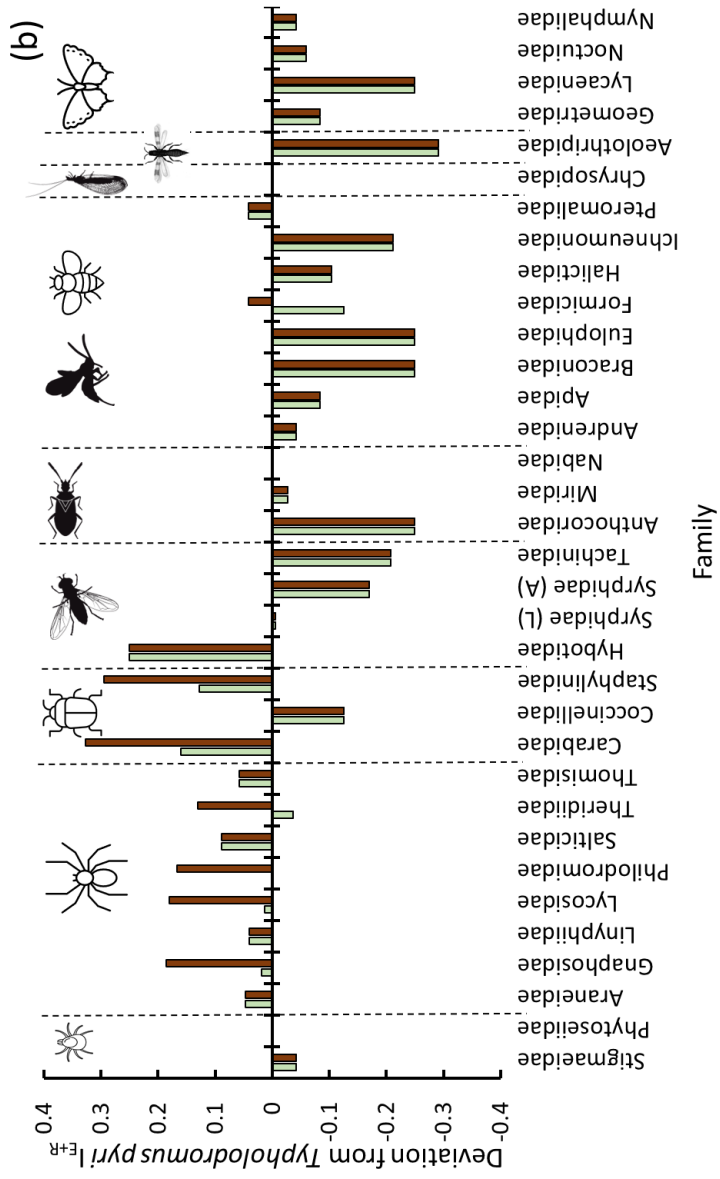 (b)
Deviation from Typholodromus pyri I E+R
0.4
0.3
0.2
0.1
0
-0.1
-0.2
-0.3
-0.4
Stigmaeidae
Phytoseiidae
Araneidae
Gnaphosidae
Linyphiidae
Lycosidae
Philodromidae
Salticidae
Theridiidae
Thomisidae
Carabidae
Coccinellidae
Staphylinidae
Hybotidae
Syrphidae (L)
Syrphidae (A)
Tachinidae
Anthocoridae
Miridae
Nabidae
Andrenidae
Apidae
Braconidae
Eulophidae
Formicidae
Halictidae
Ichneumonidae
Pteromalidae
Chrysopidae
Aeolothripidae
Geometridae
Lycaenidae
Noctuidae
Nymphalidae
Family